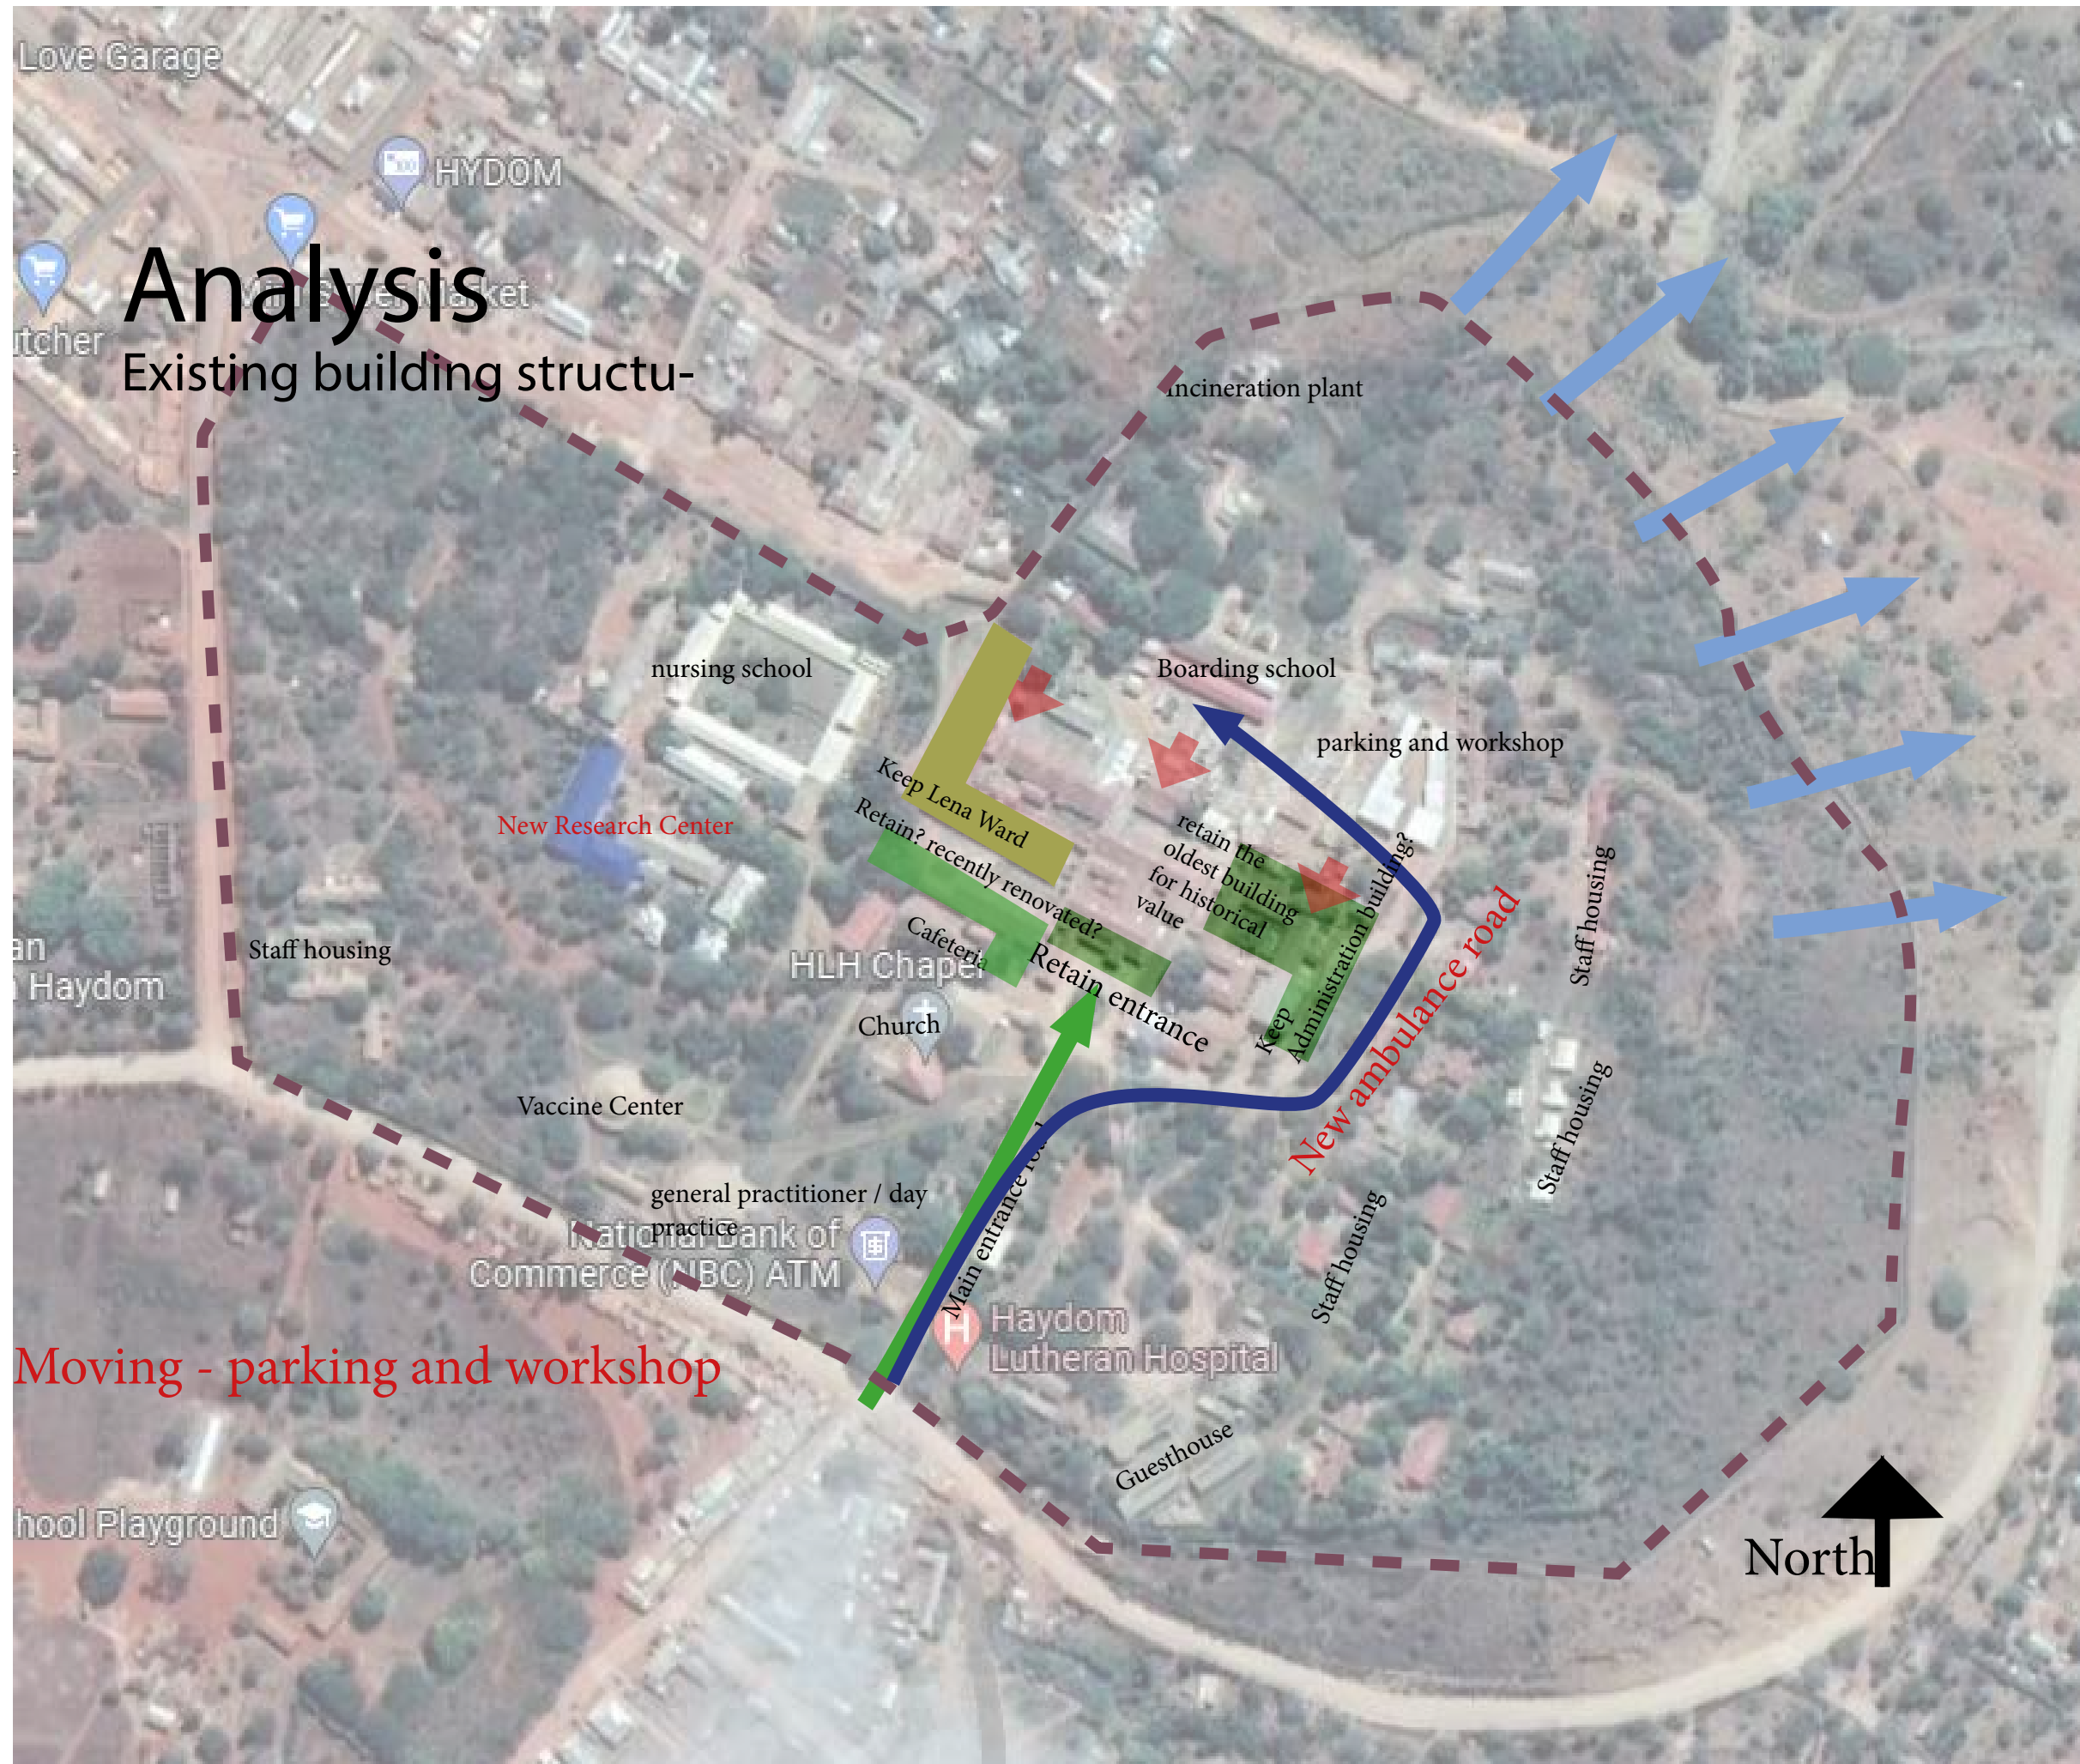 Love Garage
HYDOM
Analysis
Market
utcher
Existing building structu-
Incineration plant
nursing school
Boarding school
parking and workshop
Keep Lena Ward
New Research Center
Retain? recently renovated?
retain the
oldest building
for historical
value
Keep
Administration building?
Staff housing
Cafeteria
Staff housing
an
Haydom
HLH Chapel
Retain entrance
Church
New ambulance road
Vaccine Center
Staff housing
general practitioner / day
practice
National Bank of
Commerce (NBC) ATM
Main entrance road
Staff housing
Haydom
Lutheran Hospital
Moving - parking and workshop
Guesthouse
hool Playground
North